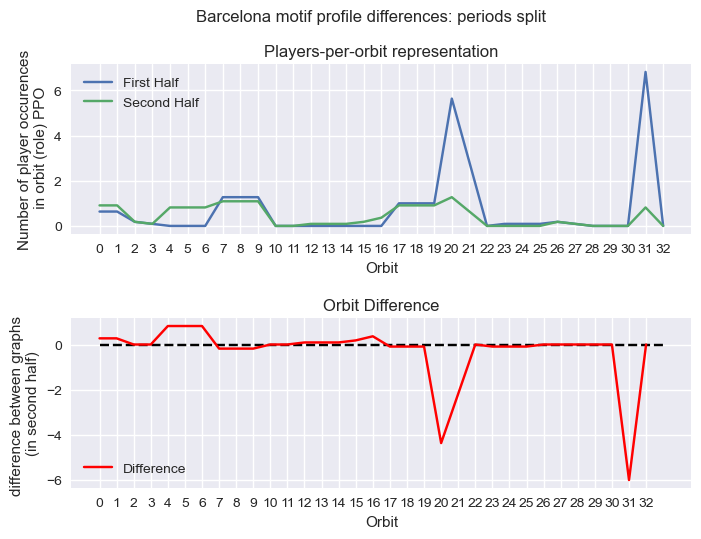 Barcelona motif profile differences: periods split
Players-per-orbit representation
Number of player occurences
in orbit (role) PPO
First Half
Second Half
6
4
2
0
0 1 2 3 4 5 6 7 8 9 10 11 12 13 14 15 16 17 18 19 20 21 22 23 24 25 26 27 28 29 30 31 32
Orbit
Orbit Difference
difference between graphs
(in second half)
0
−2
−4
−6
Difference
0 1 2 3 4 5 6 7 8 9 10 11 12 13 14 15 16 17 18 19 20 21 22 23 24 25 26 27 28 29 30 31 32
Orbit